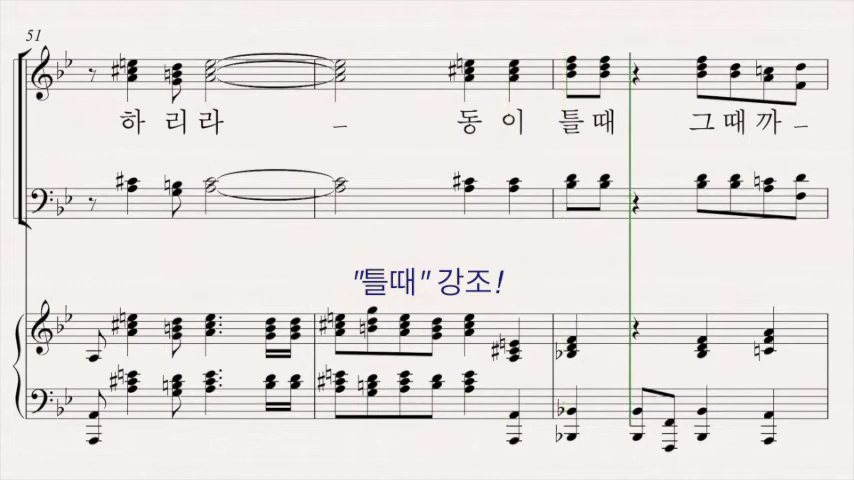 51
하 리 라 _ 동 이 틀 때 그 때 까 _
"틀때" 강조!